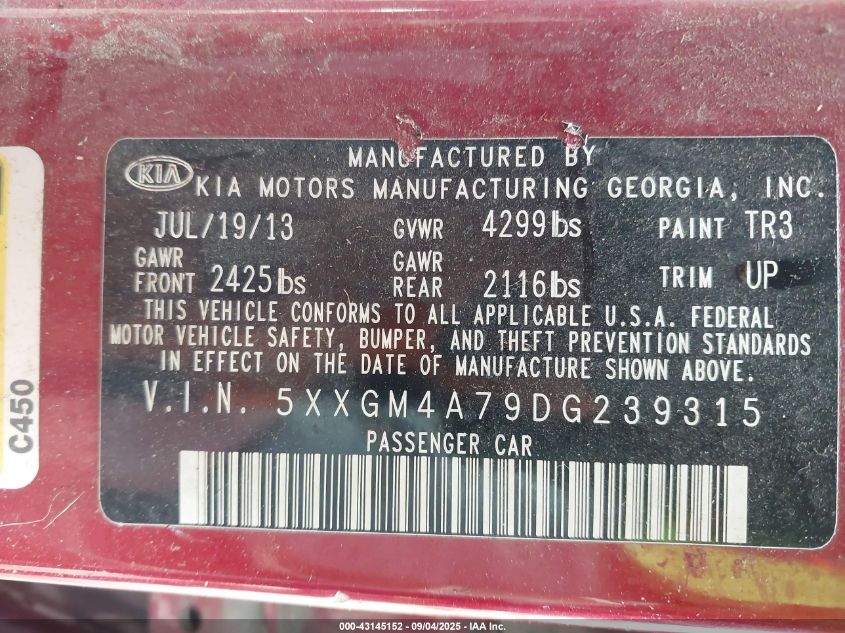 MANUFACTURED BY
KIA KIA MOTORS MANUFACTURING GEORGIA, INC.
JUL/19/13 GVWR 4299lbs PAINT TR3
GAWR FRONT 2425lbs GAWR REAR 2116lbs TRIM UP
THIS VEHICLE CONFORMS TO ALL APPLICABLE U.S.A. FEDERAL
MOTOR VEHICLE SAFETY, BUMPER, AND THEFT PREVENTION STANDARDS
IN EFFECT ON THE DATE OF MANUFACTURE SHOWN ABOVE.
V.I.N. 5XXGM4A79DG239315
PASSENGER CAR
C450
000-43145152 - 09/04/2025 - IAA Inc.